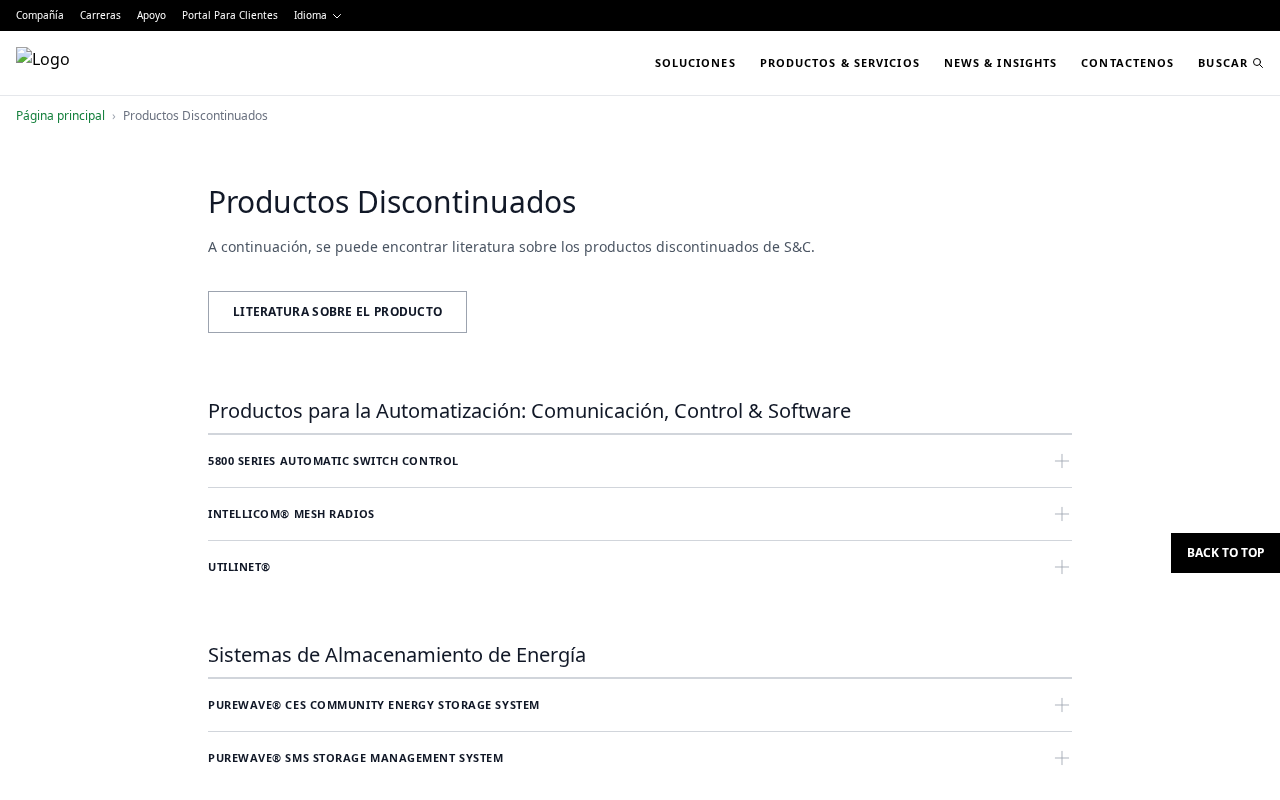 Compañía Carreras Apoyo Portal Para Clientes Idioma
Logo
SOLUCIONES PRODUCTOS & SERVICIOS NEWS & INSIGHTS CONTACTENOS BUSCAR
Página principal › Productos Discontinuados
Productos Discontinuados
A continuación, se puede encontrar literatura sobre los productos discontinuados de S&C.
LITERATURA SOBRE EL PRODUCTO
Productos para la Automatización: Comunicación, Control & Software
5800 SERIES AUTOMATIC SWITCH CONTROL
INTELLICOM® MESH RADIOS
UTILINET®
BACK TO TOP
Sistemas de Almacenamiento de Energía
PUREWAVE® CES COMMUNITY ENERGY STORAGE SYSTEM
PUREWAVE® SMS STORAGE MANAGEMENT SYSTEM